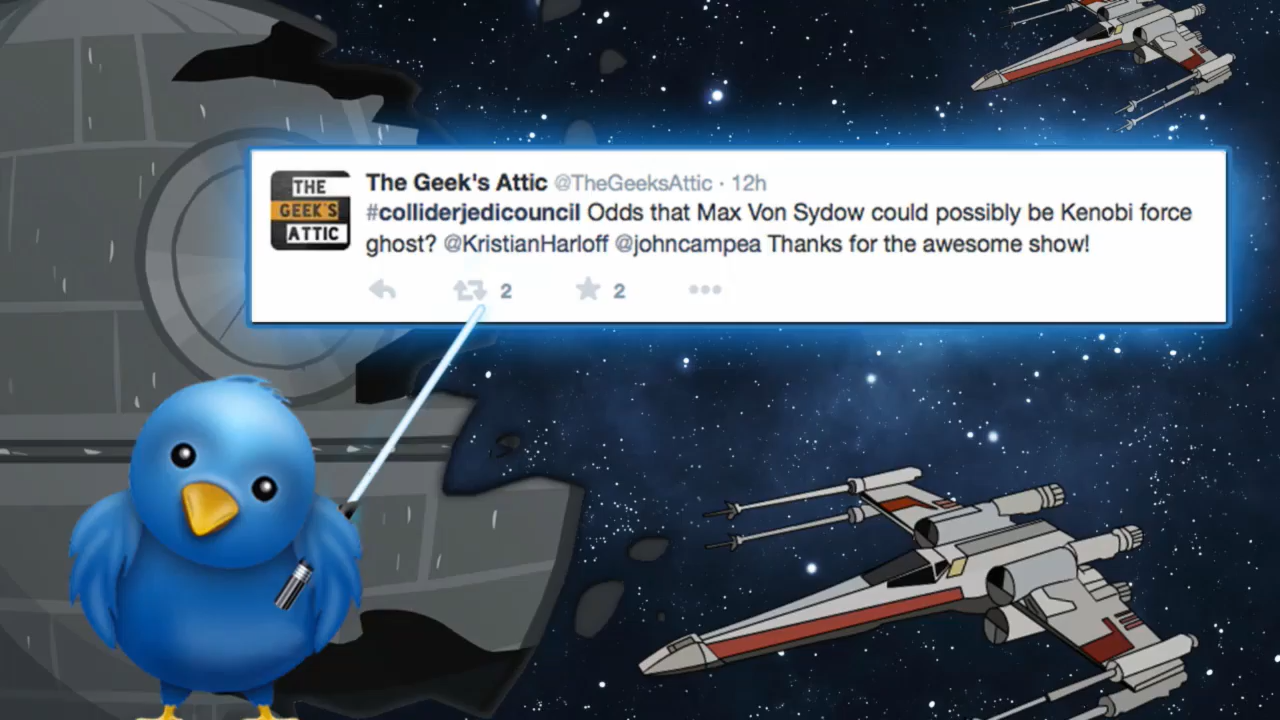 THE
GEEK'S
ATTIC
The Geek's Attic @TheGeeksAttic · 12h
#colliderjedicouncil Odds that Max Von Sydow could possibly be Kenobi force
ghost? @KristianHarloff @johncampea Thanks for the awesome show!
2 2